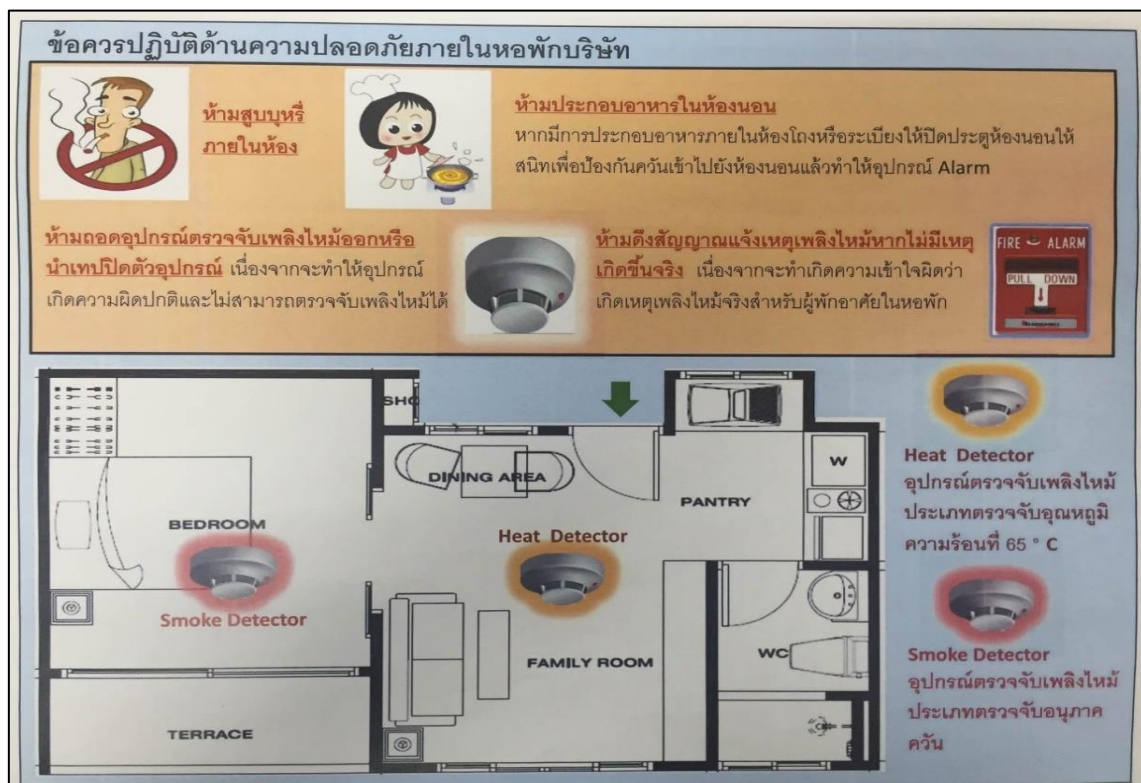 ข้อควรปฏิบัติด้านความปลอดภัยภายในหอพักบริษัท
ห้ามสูบบุหรี่
ภายในห้อง
ห้ามประกอบอาหารในห้องนอน
หากมีการประกอบอาหารภายในห้องโถงหรือระเบียงให้ปิดประตูห้องนอนให้
สนิทเพื่อป้องกันควันเข้าไปยังห้องนอนแล้วทำให้อุปกรณ์ Alarm
ห้ามถอดอุปกรณ์ตรวจจับเพลิงไหม้ออกหรือ
นำเทปปิดตัวอุปกรณ์ เนื่องจากจะทำให้อุปกรณ์
เกิดความผิดปกติและไม่สามารถตรวจจับเพลิงไหม้ได้
ห้ามดึงสัญญาณแจ้งเหตุเพลิงไหม้หากไม่มีเหตุ
เกิดขึ้นจริง เนื่องจากจะทำเกิดความเข้าใจผิดว่า
เกิดเหตุเพลิงไหม้จริงสำหรับผู้พักอาศัยในหอพัก
FIRE ALARM
PULL DOWN
SHO
DINING AREA
PANTRY
W
BEDROOM
Heat Detector
Smoke Detector
FAMILY ROOM
WC
TERRACE
Heat Detector
อุปกรณ์ตรวจจับเพลิงไหม้
ประเภทตรวจจับอุณหภูมิ
ความร้อนที่ 65 ° C
Smoke Detector
อุปกรณ์ตรวจจับเพลิงไหม้
ประเภทตรวจจับอนุภาค
ควัน